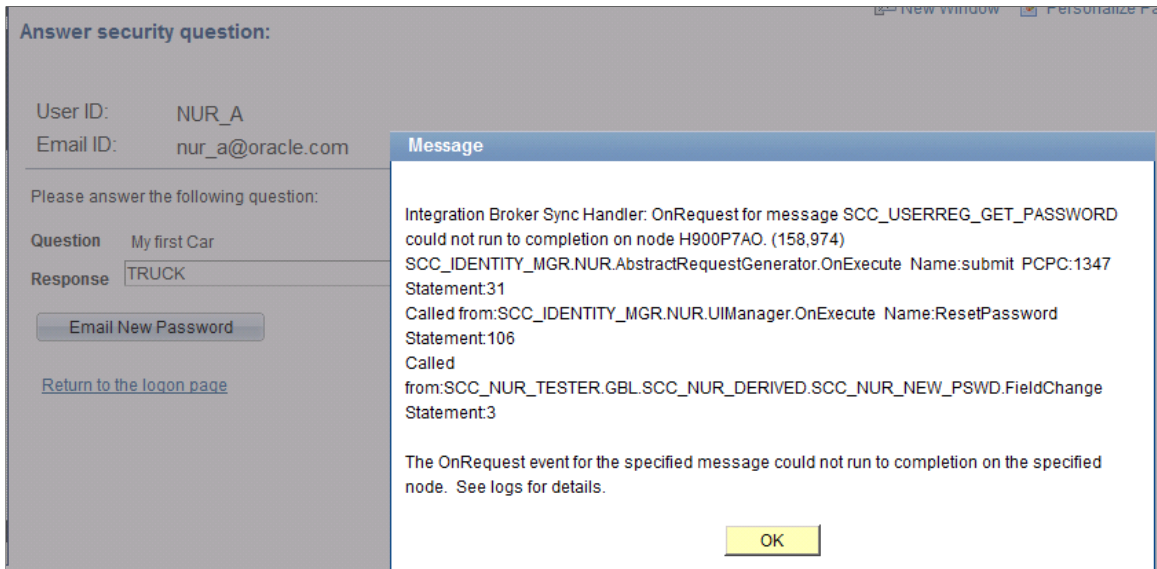 New Window Personalize
Answer security question:
User ID: NUR_A
Email ID: nur_a@oracle.com
Please answer the following question:
Question My first Car
Response TRUCK
Email New Password
Return to the logon page
Message
Integration Broker Sync Handler: OnRequest for message SCC_USERREG_GET_PASSWORD
could not run to completion on node H900P7AO. (158,974)
SCC_IDENTITY_MGR.NUR.AbstractRequestGenerator.OnExecute Name:submit PCPC:1347
Statement:31
Called from:SCC_IDENTITY_MGR.NUR.UIManager.OnExecute Name:ResetPassword
Statement:106
Called
from:SCC_NUR_TESTER.GBL.SCC_NUR_DERIVED.SCC_NUR_NEW_PSWD.FieldChange
Statement:3
The OnRequest event for the specified message could not run to completion on the specified
node. See logs for details.
OK